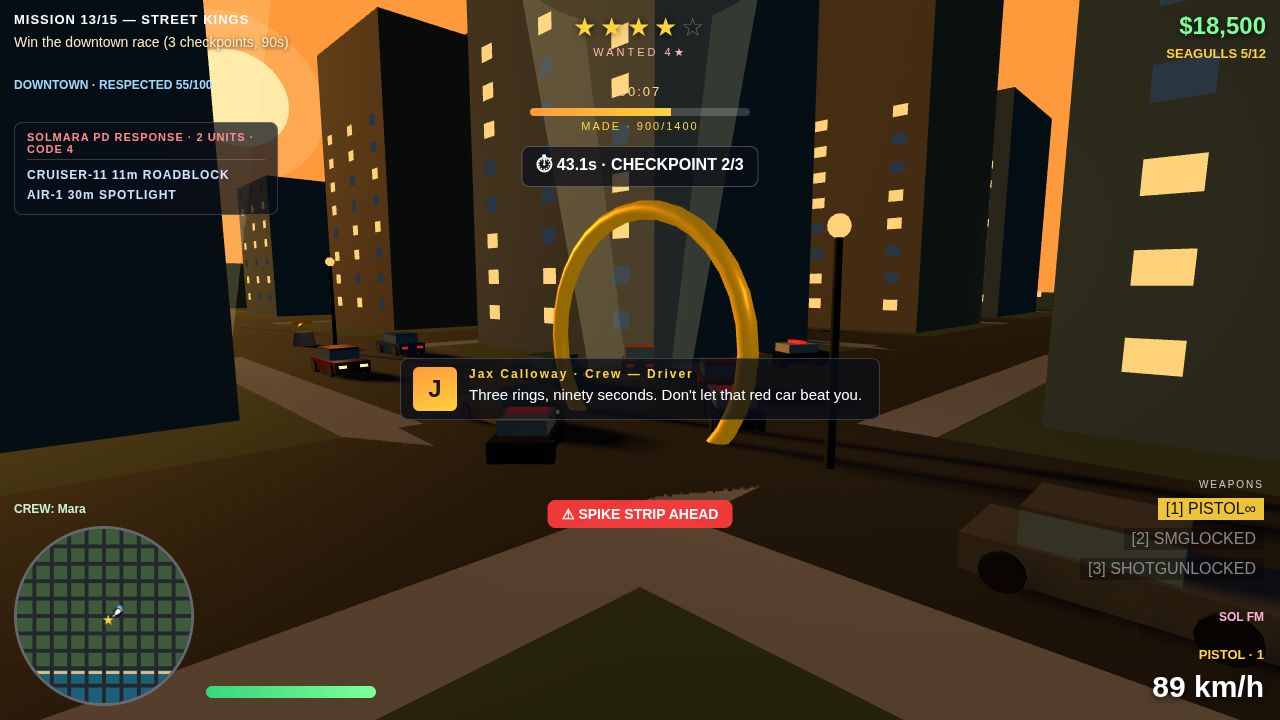 MISSION 13/15 — STREET KINGS
Win the downtown race (3 checkpoints, 90s)
DOWNTOWN · RESPECTED 55/100
SOLMARA PD RESPONSE · 2 UNITS ·
CODE 4
CRUISER-11 11m ROADBLOCK
AIR-1 30m SPOTLIGHT
WANTED 4★
MADE · 900/1400
⏱ 43.1s · CHECKPOINT 2/3
$18,500
SEAGULLS 5/12
J
Jax Calloway · Crew — Driver
Three rings, ninety seconds. Don't let that red car beat you.
⚠ SPIKE STRIP AHEAD
CREW: Mara
WEAPONS
[1] PISTOL∞
[2] SMGLOCKED
[3] SHOTGUNLOCKED
SOL FM
PISTOL · 1
89 km/h